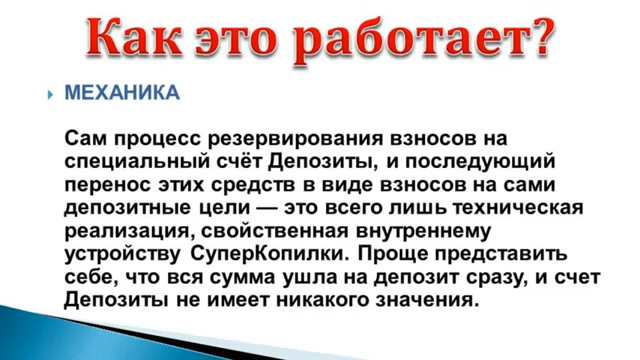 Как это работает?
МЕХАНИКА
Сам процесс резервирования взносов на
специальный счёт Депозиты, и последующий
перенос этих средств в виде взносов на сами
депозитные цели — это всего лишь техническая
реализация, свойственная внутреннему
устройству СуперКопилки. Проще представить
себе, что вся сумма ушла на депозит сразу, и счет
Депозиты не имеет никакого значения.